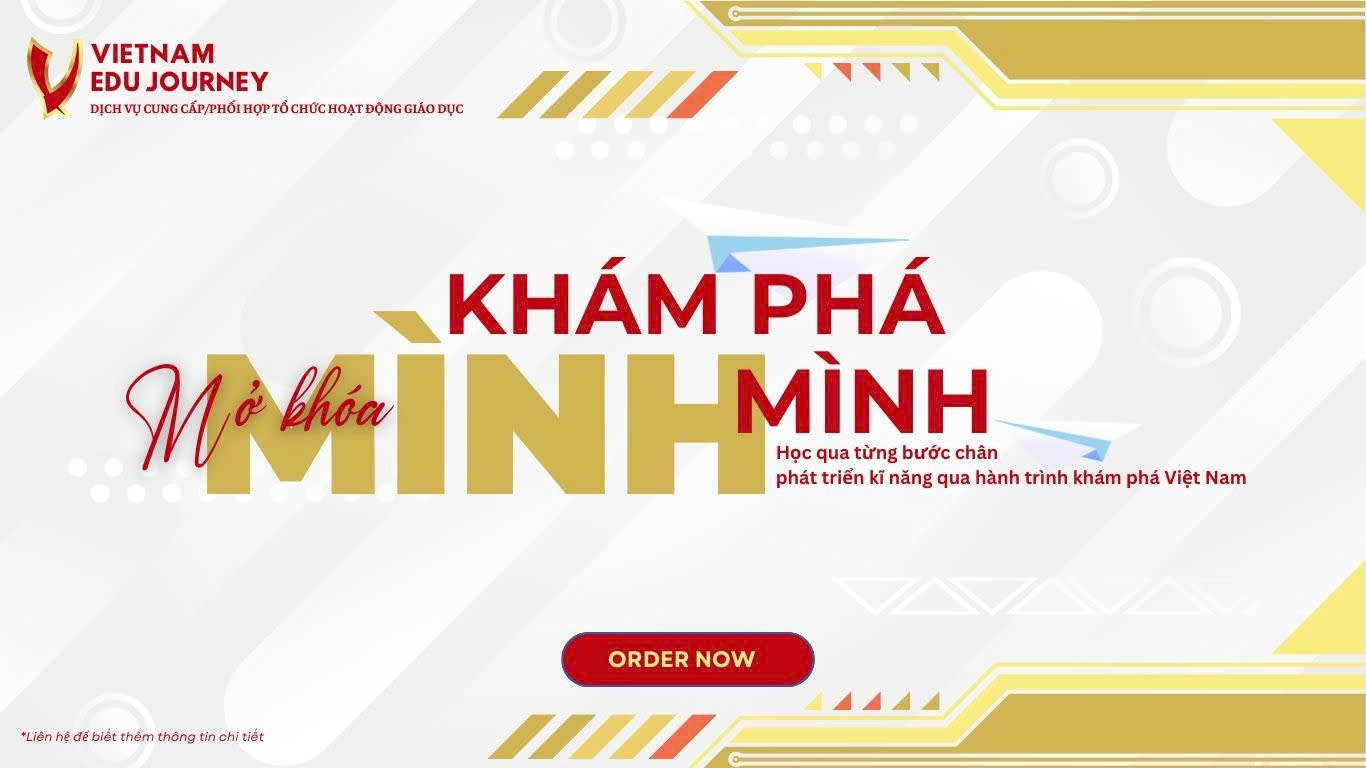 VIETNAM
EDU JOURNEY
DỊCH VỤ CUNG CẤP/PHỐI HỢP TỔ CHỨC HOẠT ĐỘNG GIÁO DỤC
KHÁM PHÁ
Mở khóa
MÌNH
MÌNH
Học qua từng bước chân
phát triển kĩ năng qua hành trình khám phá Việt Nam
ORDER NOW
*Liên hệ để biết thêm thông tin chi tiết